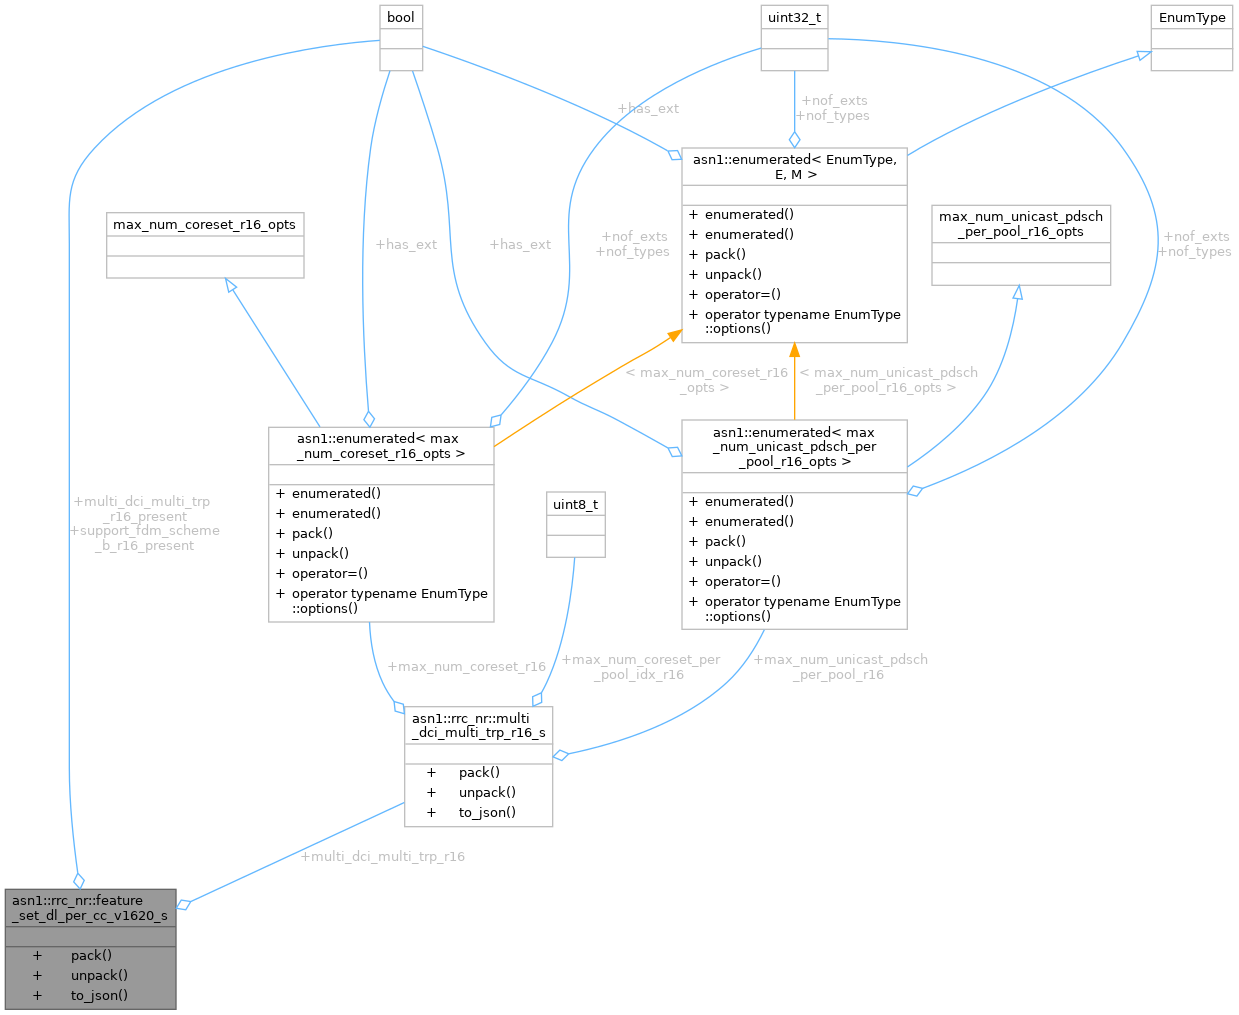 bool
uint32_t
EnumType
+has_ext
+nof_exts
+nof_types
asn1::enumerated< EnumType,
E, M >
+ enumerated()
+ enumerated()
+ pack()
+ unpack()
+ operator=()
+ operator typename EnumType
::options()
max_num_coreset_r16_opts
max_num_unicast_pdsch
_per_pool_r16_opts
+has_ext
+has_ext
+nof_exts
+nof_types
+nof_exts
+nof_types
< max_num_coreset_r16
_opts >
< max_num_unicast_pdsch
_per_pool_r16_opts >
asn1::enumerated< max
_num_coreset_r16_opts >
+ enumerated()
+ enumerated()
+ pack()
+ unpack()
+ operator=()
+ operator typename EnumType
::options()
asn1::enumerated< max
_num_unicast_pdsch_per
_pool_r16_opts >
+ enumerated()
+ enumerated()
+ pack()
+ unpack()
+ operator=()
+ operator typename EnumType
::options()
uint8_t
+multi_dci_multi_trp
_r16_present
+support_fdm_scheme
_b_r16_present
+max_num_coreset_r16
+max_num_coreset_per
_pool_idx_r16
+max_num_unicast_pdsch
_per_pool_r16
asn1::rrc_nr::multi
_dci_multi_trp_r16_s
+ pack()
+ unpack()
+ to_json()
+multi_dci_multi_trp_r16
asn1::rrc_nr::feature
_set_dl_per_cc_v1620_s
+ pack()
+ unpack()
+ to_json()